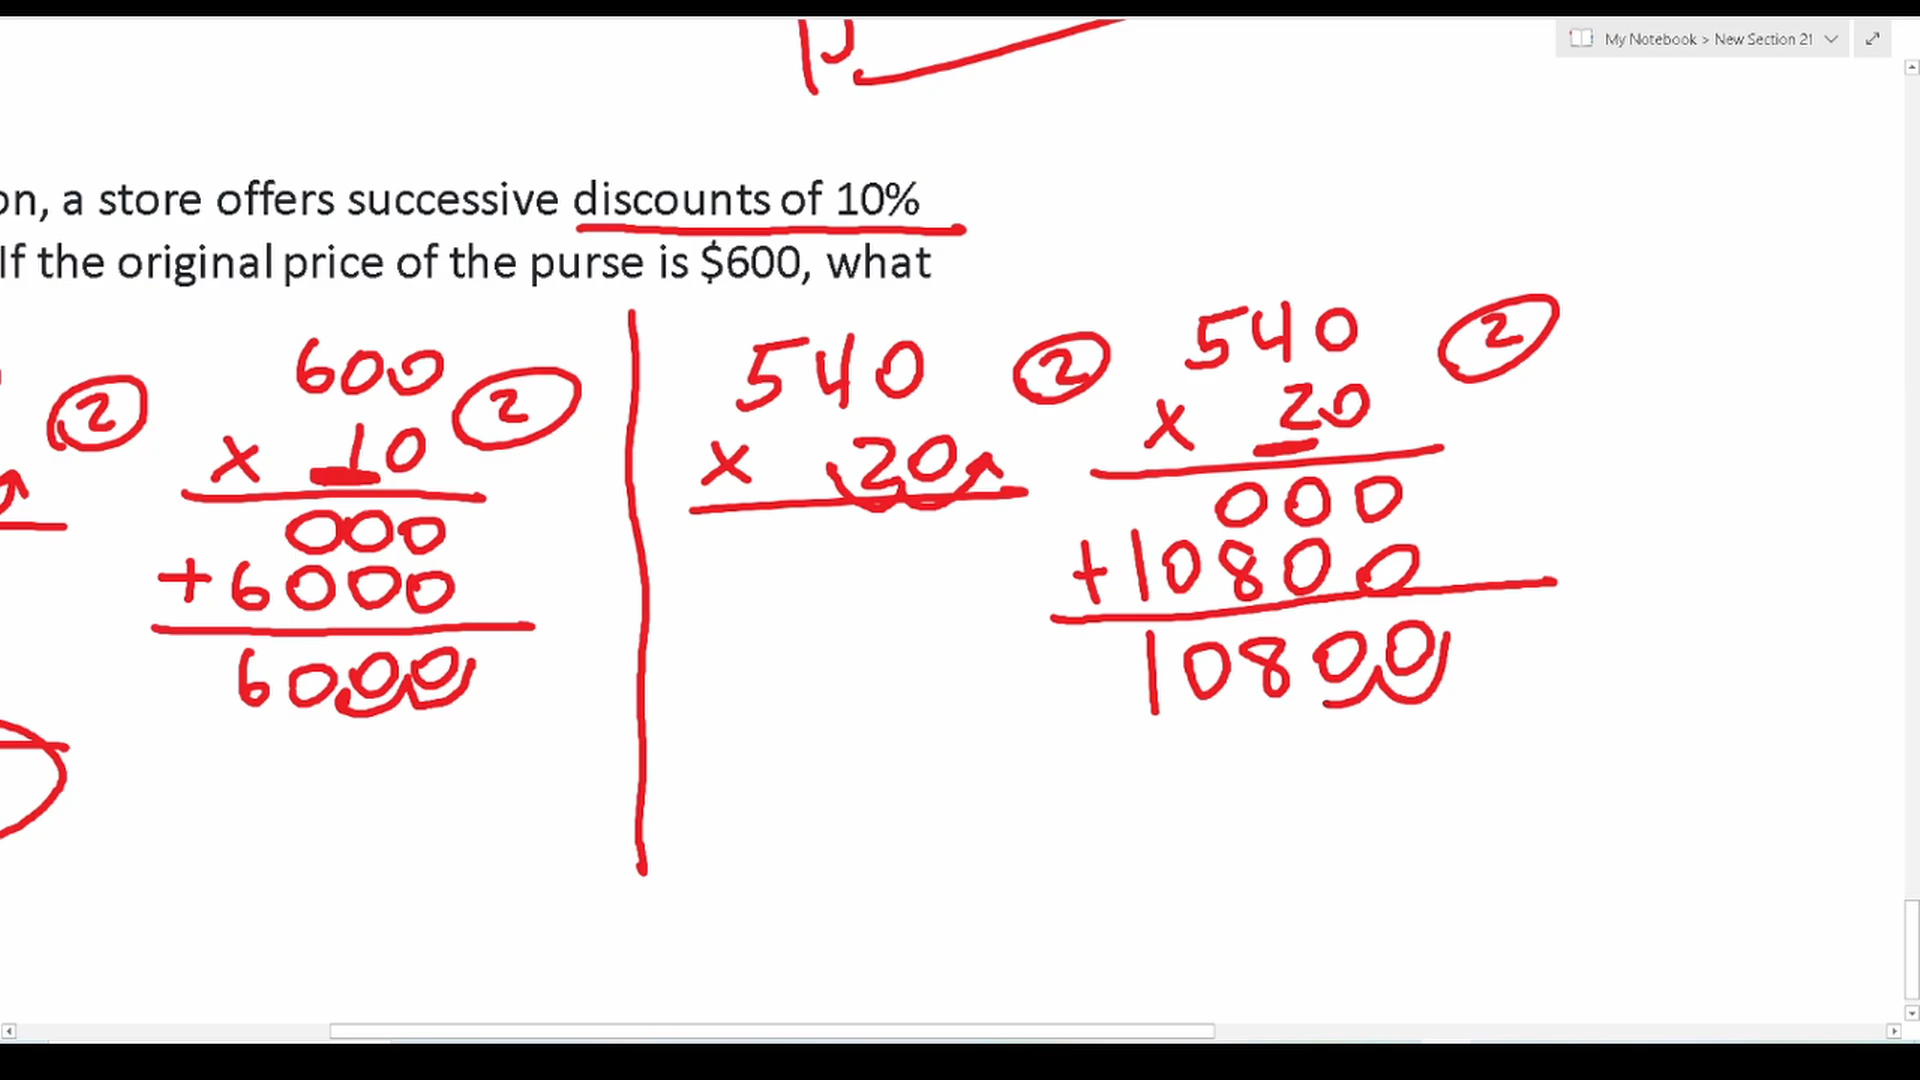 My Notebook > New Section 21
on, a store offers successive discounts of 10%
If the original price of the purse is $600, what
2
600
2
x 10
000
+6000
6000
540
2
x .20
540
2
x 20
000
+10800
10800